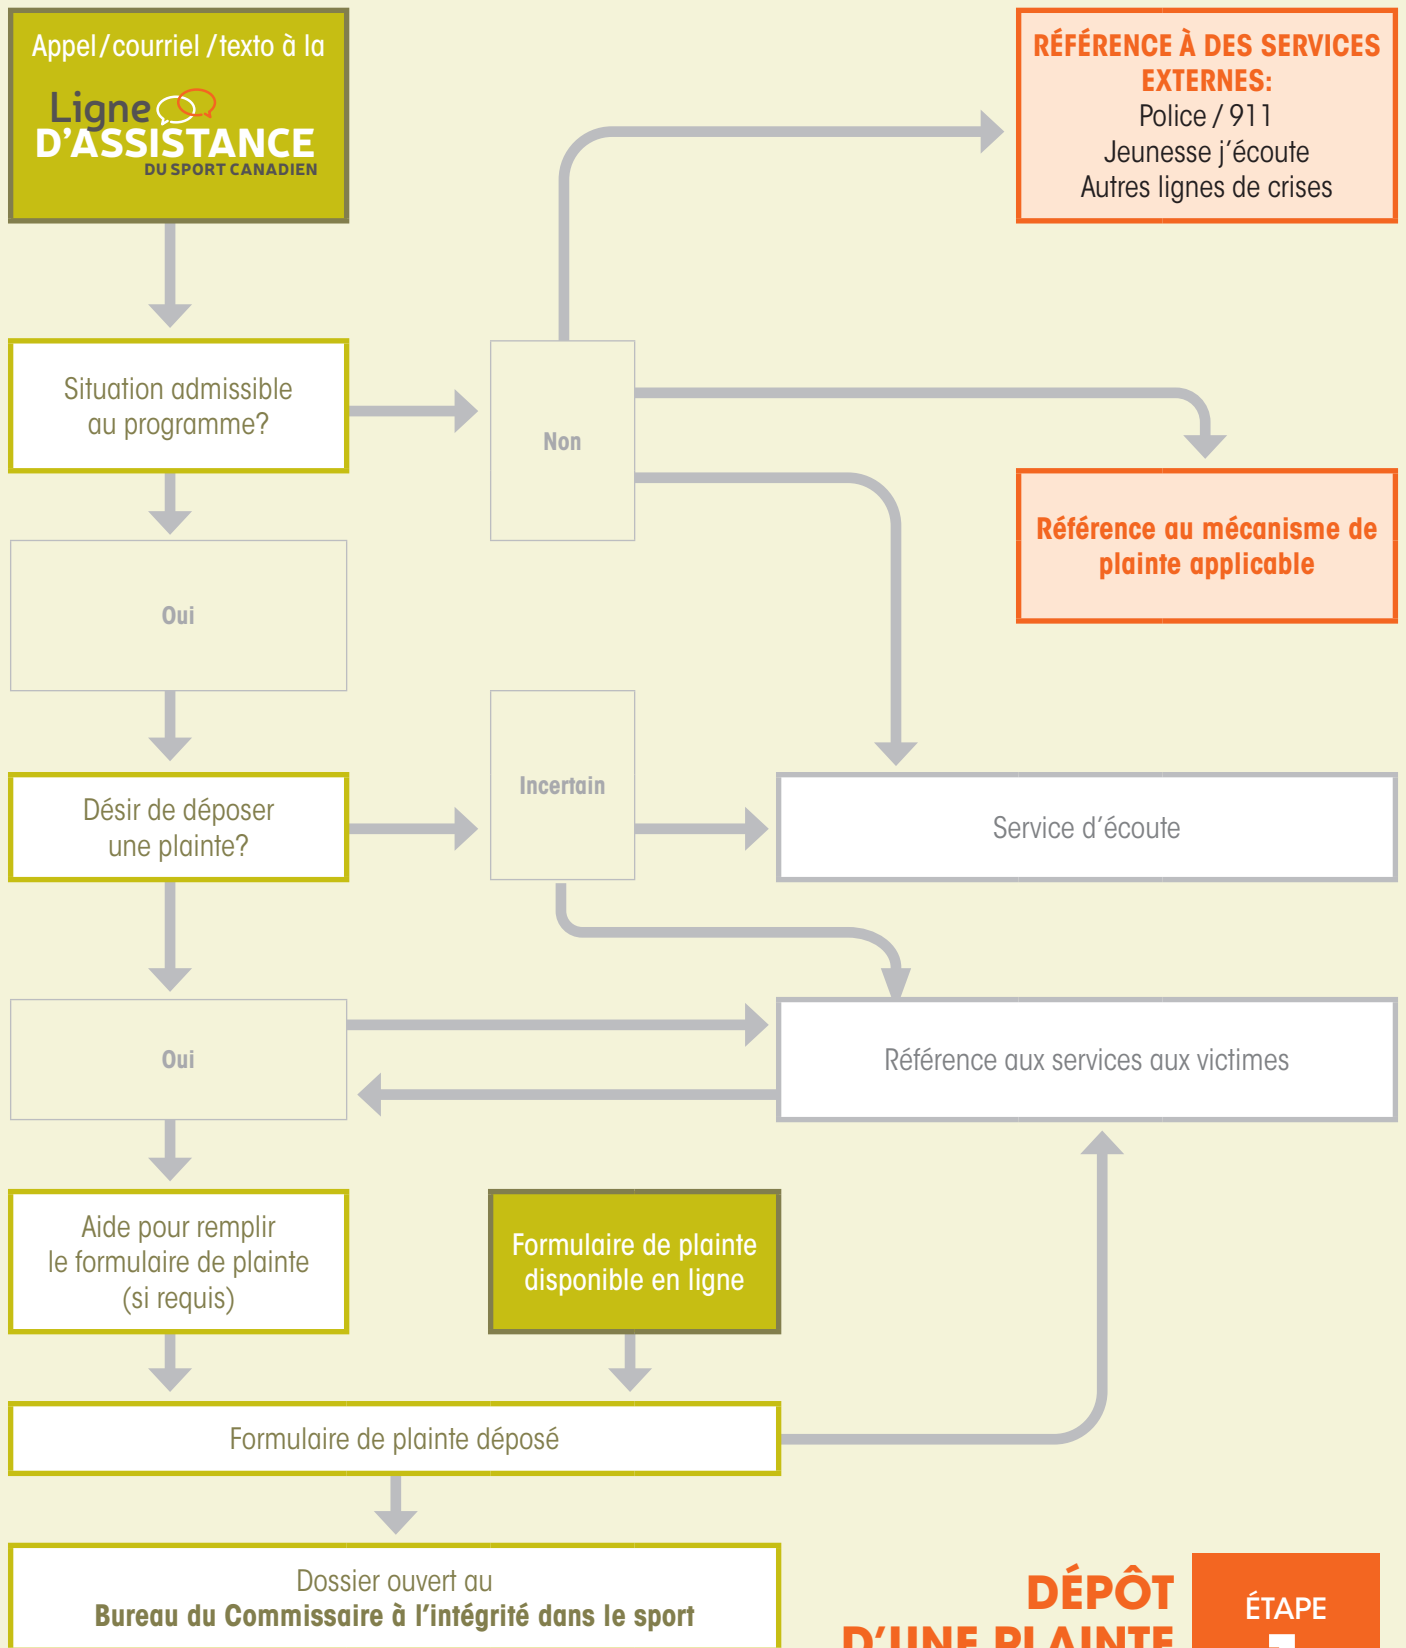 Appel/courriel/texto à la
Ligne
D'ASSISTANCE
DU SPORT CANADIEN
RÉFÉRENCE À DES SERVICES
EXTERNES:
Police / 911
Jeunesse j'écoute
Autres lignes de crises
Situation admissible
au programme?
Non
Référence au mécanisme de
plainte applicable
Oui
Incertain
Désir de déposer
une plainte?
Service d'écoute
Oui
Référence aux services aux victimes
Aide pour remplir
le formulaire de plainte
(si requis)
Formulaire de plainte
disponible en ligne
Formulaire de plainte déposé
Dossier ouvert au
Bureau du Commissaire à l'intégrité dans le sport
DÉPÔT
D'UNE PLAINTE
ÉTAPE